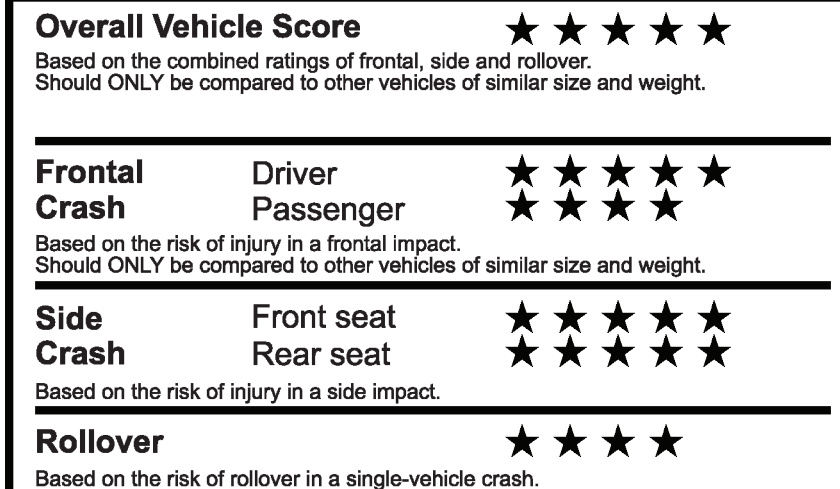 Overall Vehicle Score ★ ★ ★ ★ ★
Based on the combined ratings of frontal, side and rollover.
Should ONLY be compared to other vehicles of similar size and weight.
Frontal Driver ★ ★ ★ ★ ★
Crash Passenger ★ ★ ★ ★
Based on the risk of injury in a frontal impact.
Should ONLY be compared to other vehicles of similar size and weight.
Side Front seat ★ ★ ★ ★ ★
Crash Rear seat ★ ★ ★ ★ ★
Based on the risk of injury in a side impact.
Rollover ★ ★ ★ ★
Based on the risk of rollover in a single-vehicle crash.